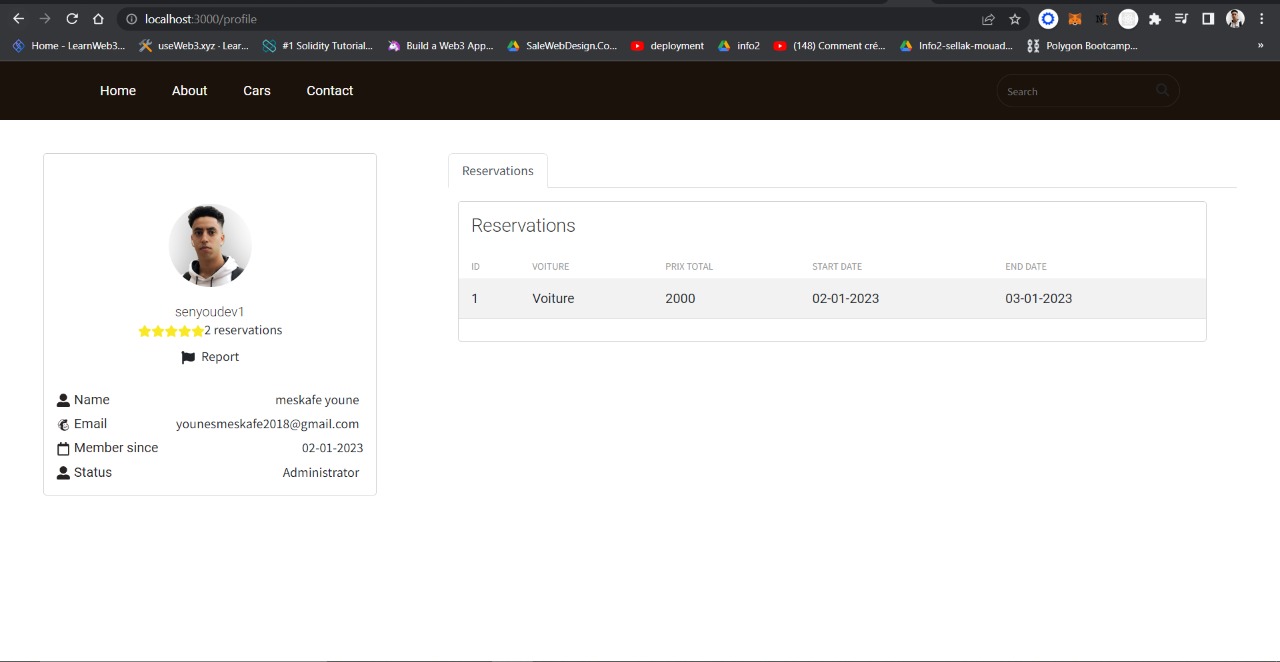 localhost:3000/profile
Home - LearnWeb3... useWeb3.xyz - Lear... #1 Solidity Tutorial... Build a Web3 App... SaleWebDesign.Co... deployment info2 (148) Comment cré... Info2-sellak-mouad... Polygon Bootcamp... »
Home About Cars Contact Search
senyoudev1
2 reservations
Report
Name meskafe youne
Email younesmeskafe2018@gmail.com
Member since 02-01-2023
Status Administrator
Reservations
Reservations
ID VOITURE PRIX TOTAL START DATE END DATE
1 Voiture 2000 02-01-2023 03-01-2023